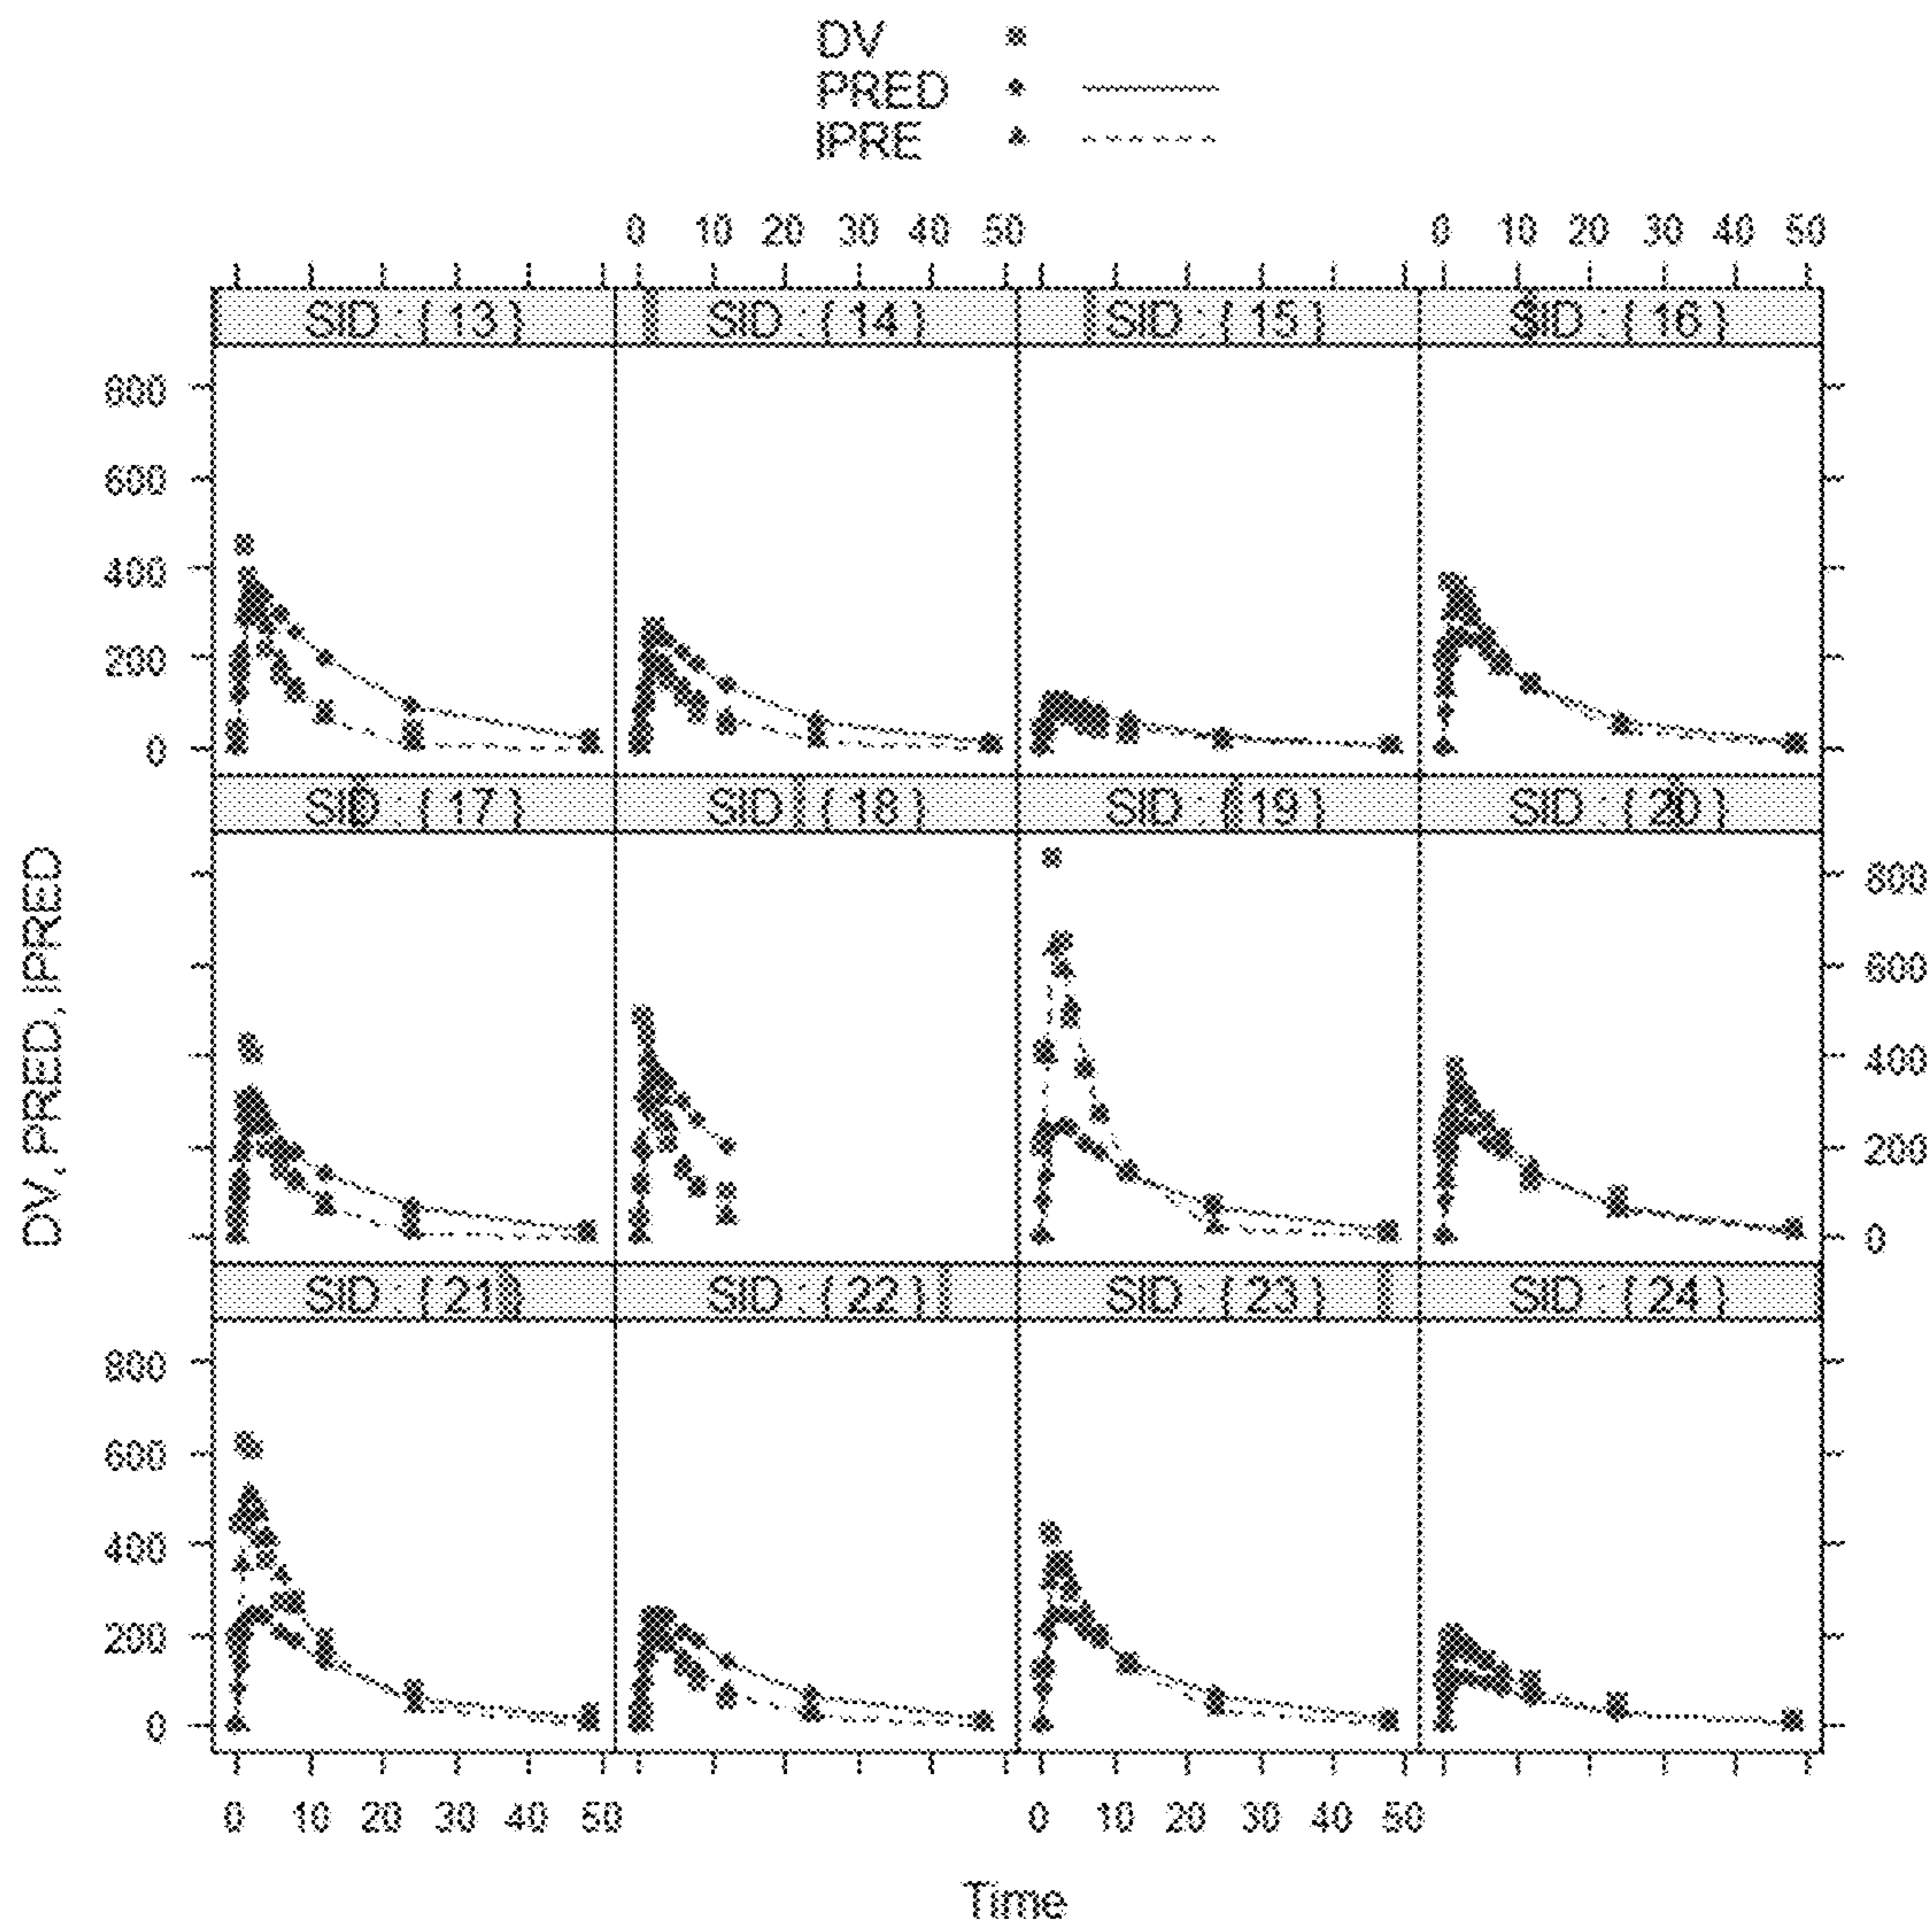 DV
PRED
IPRE
0 10 20 30 40 50 0 10 20 30 40 50
SID : { 13 } SID : { 14 } SID : { 15 } SID : { 16 }
800
600
400
200
0
SID : { 17 } SID : { 18 } SID : { 19 } SID : { 20 }
800
600
400
200
0
DV, PRED, IPRED
SID : { 21 } SID : { 22 } SID : { 23 } SID : { 24 }
800
600
400
200
0
0 10 20 30 40 50 0 10 20 30 40 50
Time